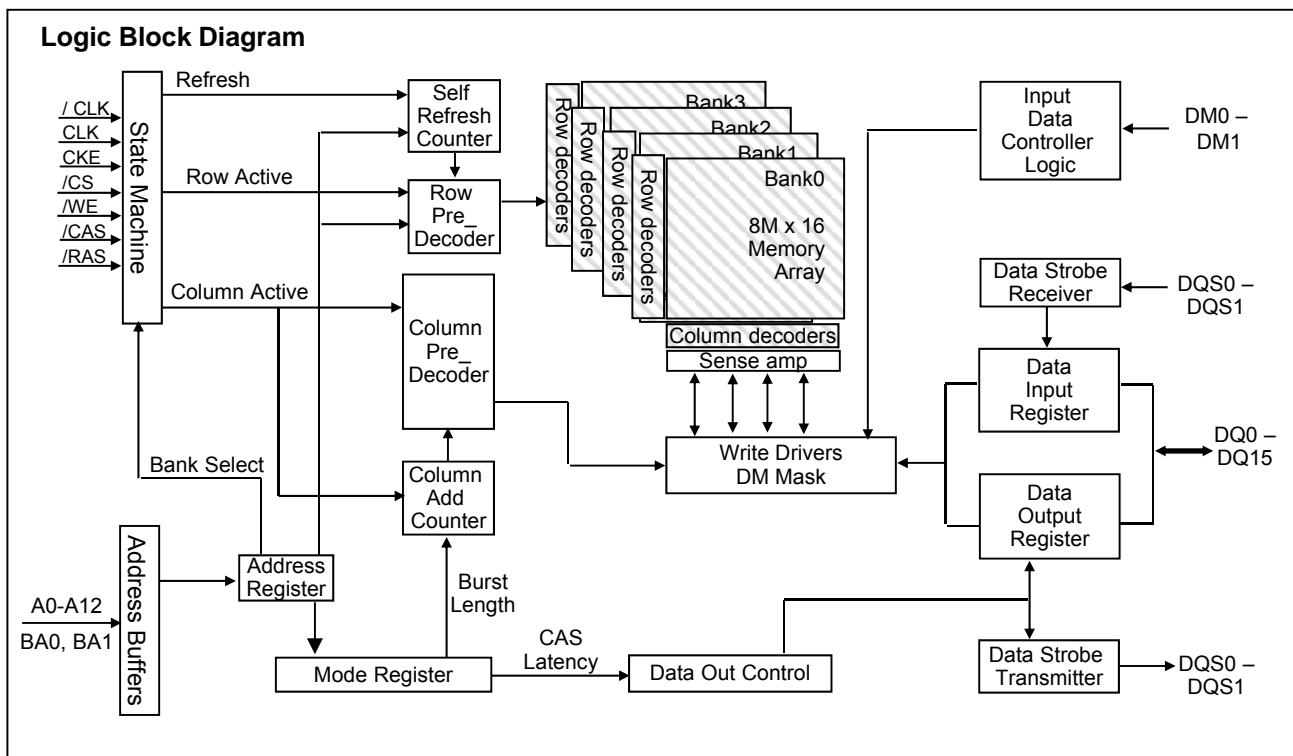 Logic Block Diagram
/ CLK
CLK
CKE
/CS
/WE
/CAS
/RAS
State Machine
Refresh
Row Active
Column Active
Bank Select
Self
Refresh
Counter
Row
Pre_
Decoder
Column
Pre_
Decoder
Column
Add
Counter
Row decoders
Row decoders
Row decoders
Row decoders
Bank3
Bank2
Bank1
Bank0
8M x 16
Memory
Array
Column decoders
Sense amp
Write Drivers
DM Mask
Input
Data
Controller
Logic
DM0 –
DM1
Data Strobe
Receiver
DQS0 –
DQS1
Data
Input
Register
DQ0 –
DQ15
Data
Output
Register
A0-A12
BA0, BA1
Address Buffers
Address
Register
Burst
Length
Mode Register
CAS
Latency
Data Out Control
Data Strobe
Transmitter
DQS0 –
DQS1